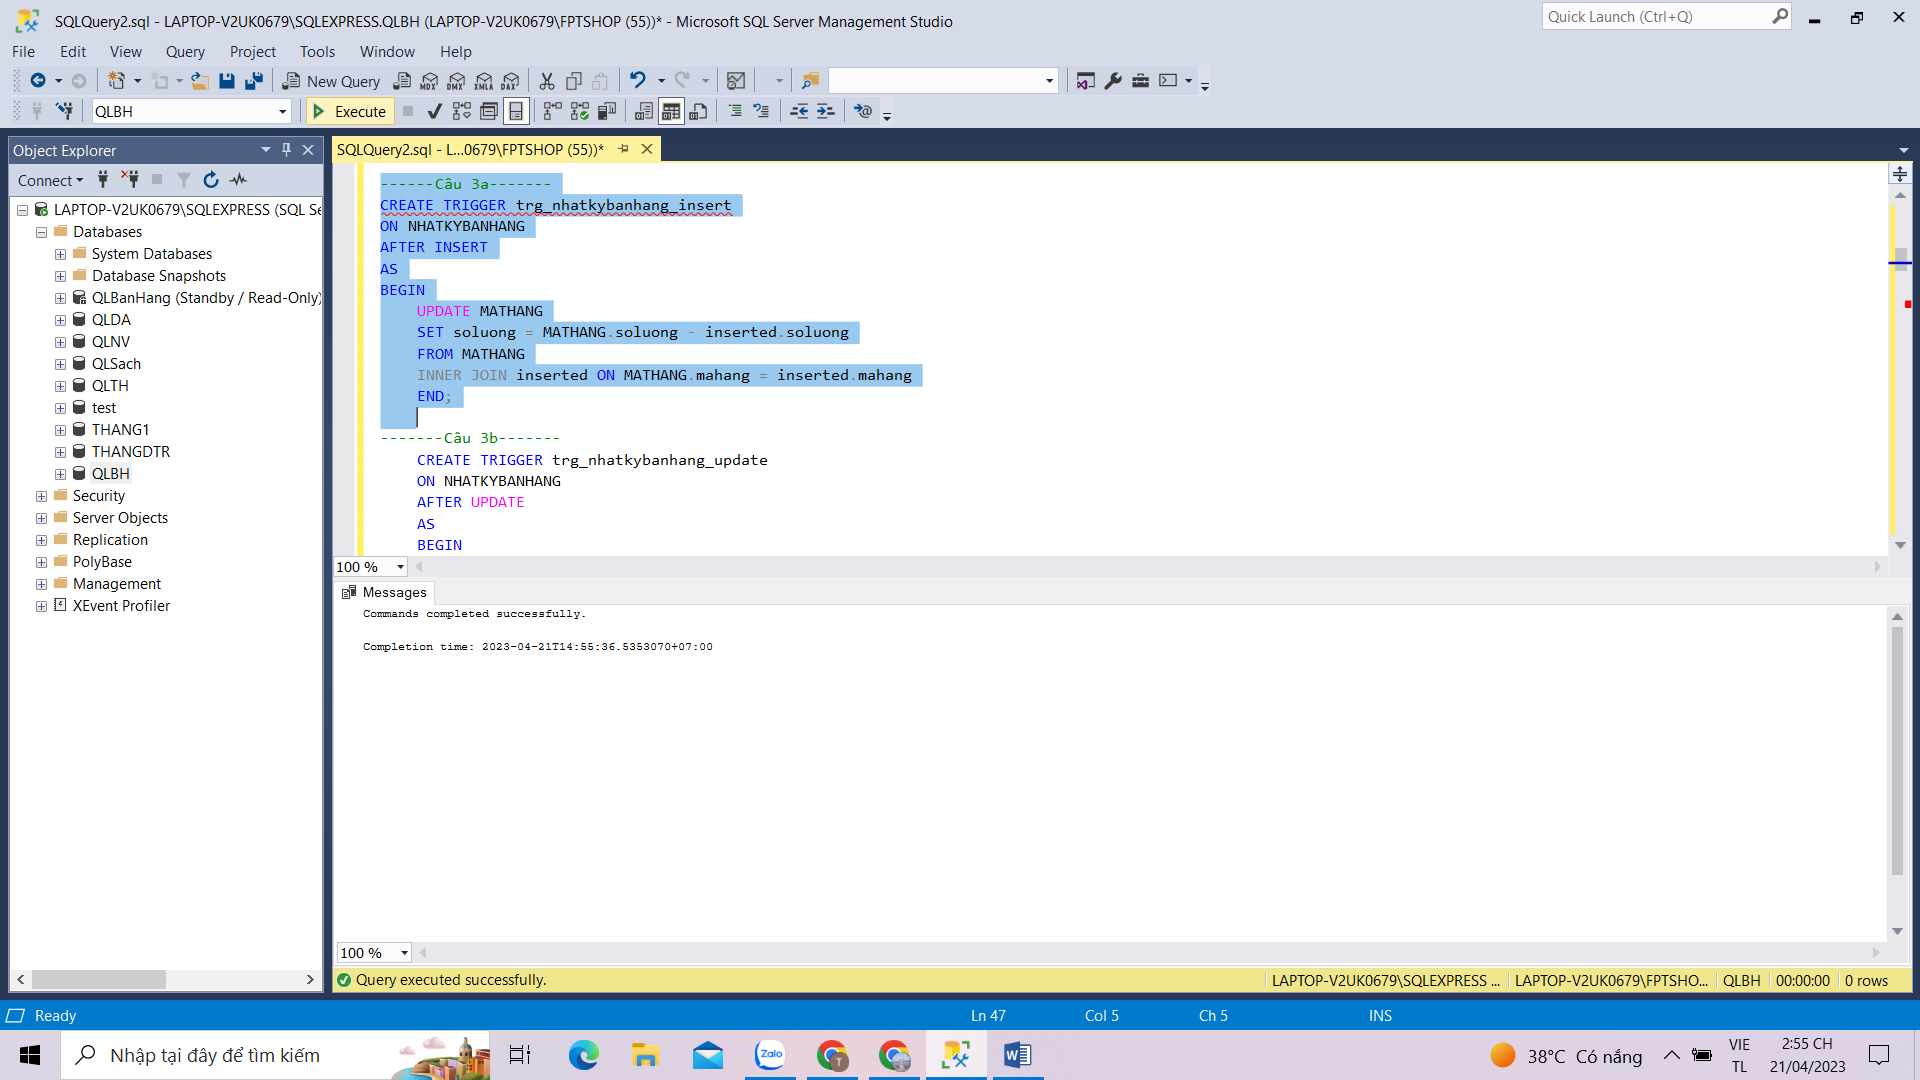 SQLQuery2.sql - LAPTOP-V2UK0679\SQLEXPRESS.QLBH (LAPTOP-V2UK0679\FPTSHOP (55))* - Microsoft SQL Server Management Studio
Quick Launch (Ctrl+Q)
File Edit View Query Project Tools Window Help
New Query MDX DMX XMLA DAX
QLBH Execute
Object Explorer
Connect
LAPTOP-V2UK0679\SQLEXPRESS (SQL Se
Databases
System Databases
Database Snapshots
QLBanHang (Standby / Read-Only)
QLDA
QLNV
QLSach
QLTH
test
THANG1
THANGDTR
QLBH
Security
Server Objects
Replication
PolyBase
Management
XEvent Profiler
SQLQuery2.sql - L...0679\FPTSHOP (55))*
------Câu 3a-------
CREATE TRIGGER trg_nhatkybanhang_insert
ON NHATKYBANHANG
AFTER INSERT
AS
BEGIN
UPDATE MATHANG
SET soluong = MATHANG.soluong - inserted.soluong
FROM MATHANG
INNER JOIN inserted ON MATHANG.mahang = inserted.mahang
END;
-------Câu 3b-------
CREATE TRIGGER trg_nhatkybanhang_update
ON NHATKYBANHANG
AFTER UPDATE
AS
BEGIN
100 %
Messages
Commands completed successfully.
Completion time: 2023-04-21T14:55:36.5353070+07:00
100 %
Query executed successfully.
LAPTOP-V2UK0679\SQLEXPRESS ... LAPTOP-V2UK0679\FPTSHO... QLBH 00:00:00 0 rows
Ready Ln 47 Col 5 Ch 5 INS
Nhập tại đây để tìm kiếm
Zalo
T
38°C Có nắng
VIE
TL
2:55 CH
21/04/2023